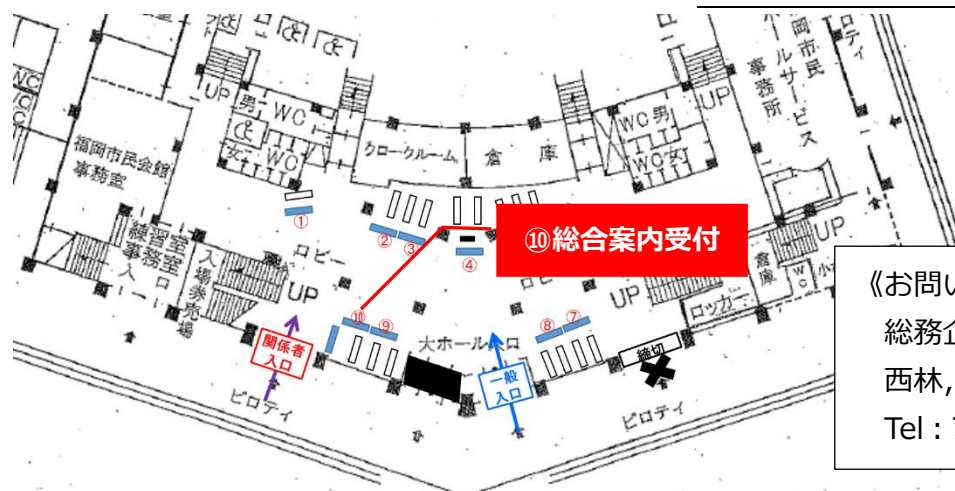 WC
UP
男
WC
女
WC
クロークルーム
倉庫
WC
男
WC
女
UP
岡市民
ホールサービス
事務所
ロティ
福岡市民会館
事務室
練習室
事務室
入口
入場券売場
UP
ロビー
①
②
③
④
⑩総合案内受付
ロビー
UP
UP
倉庫
WC
ロッカー
⑩
⑨
⑧
⑦
大ホール入口
関係者
入口
一般
入口
締切
ピロティ
ピロティ
《お問い
総務企
西林,
Tel: